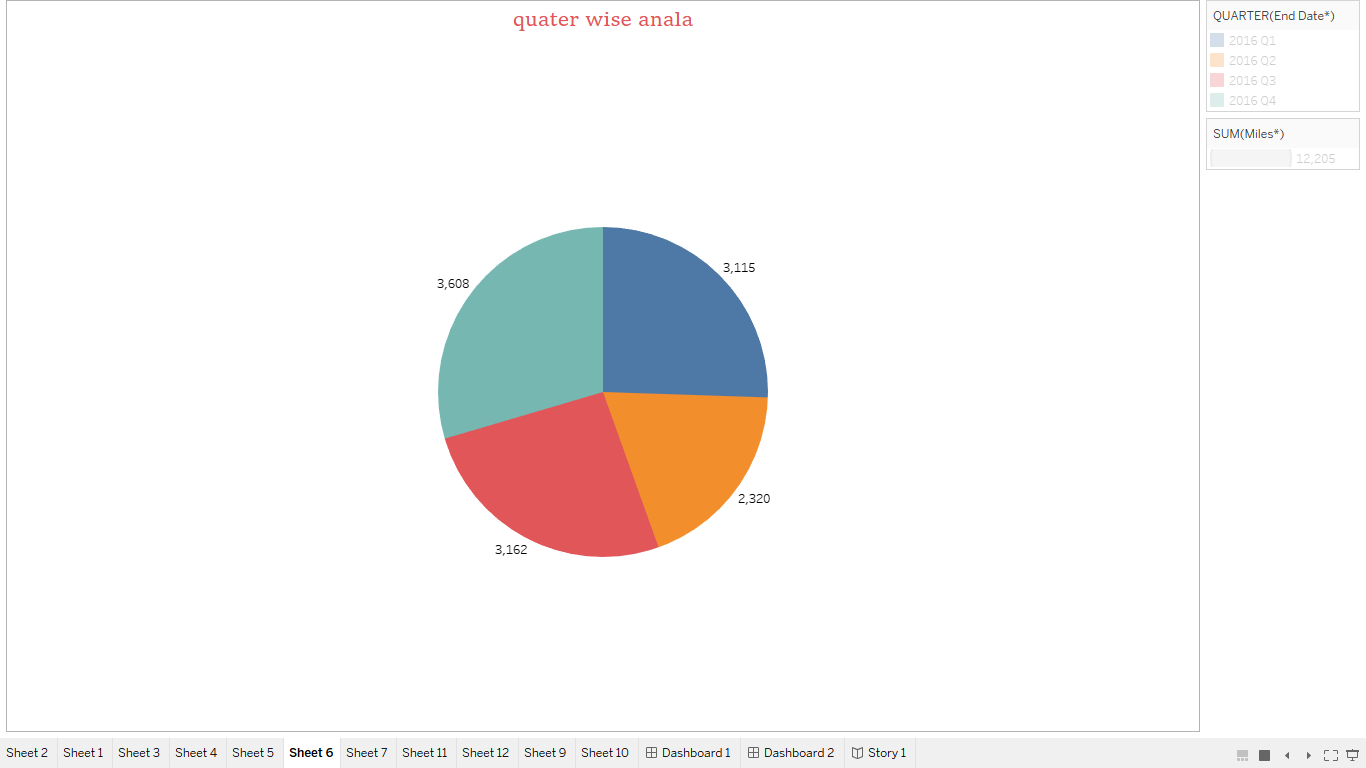 quater wise anala
QUARTER(End Date*)
2016 Q1
2016 Q2
2016 Q3
2016 Q4
SUM(Miles*)
12,205
3,115
3,608
2,320
3,162
Sheet 2 Sheet 1 Sheet 3 Sheet 4 Sheet 5 Sheet 6 Sheet 7 Sheet 11 Sheet 12 Sheet 9 Sheet 10 Dashboard 1 Dashboard 2 Story 1